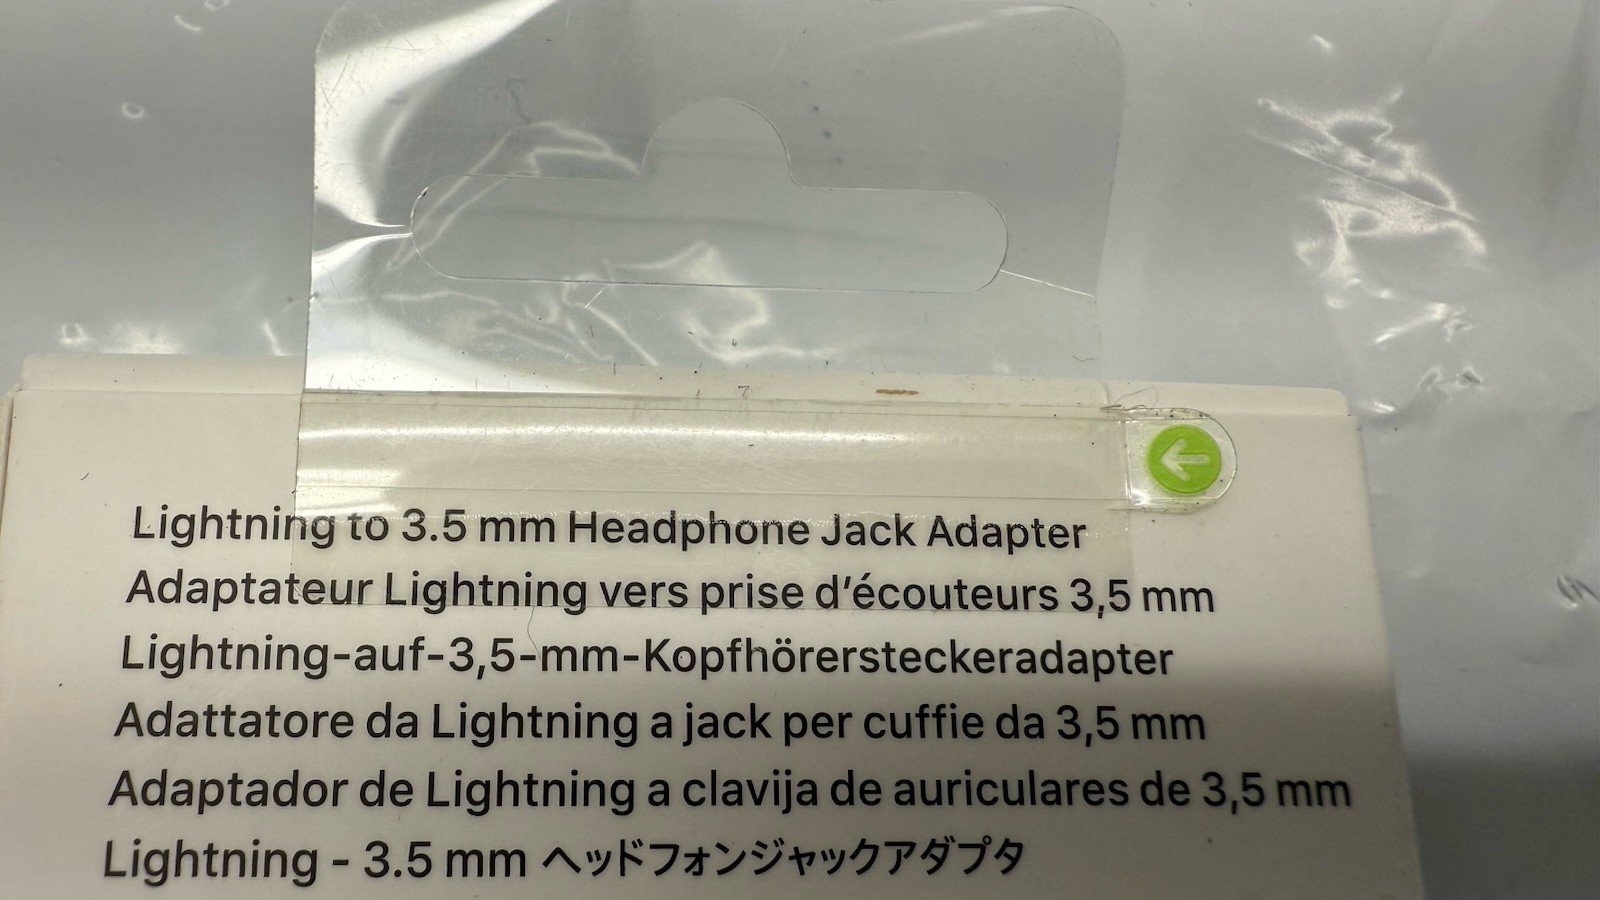 Lightning to 3.5 mm Headphone Jack Adapter
Adaptateur Lightning vers prise d’écouteurs 3,5 mm
Lightning-auf-3,5-mm-Kopfhörersteckeradapter
Adattatore da Lightning a jack per cuffie da 3,5 mm
Adaptador de Lightning a clavija de auriculares de 3,5 mm
Lightning - 3.5 mm ヘッドフォンジャックアダプタ